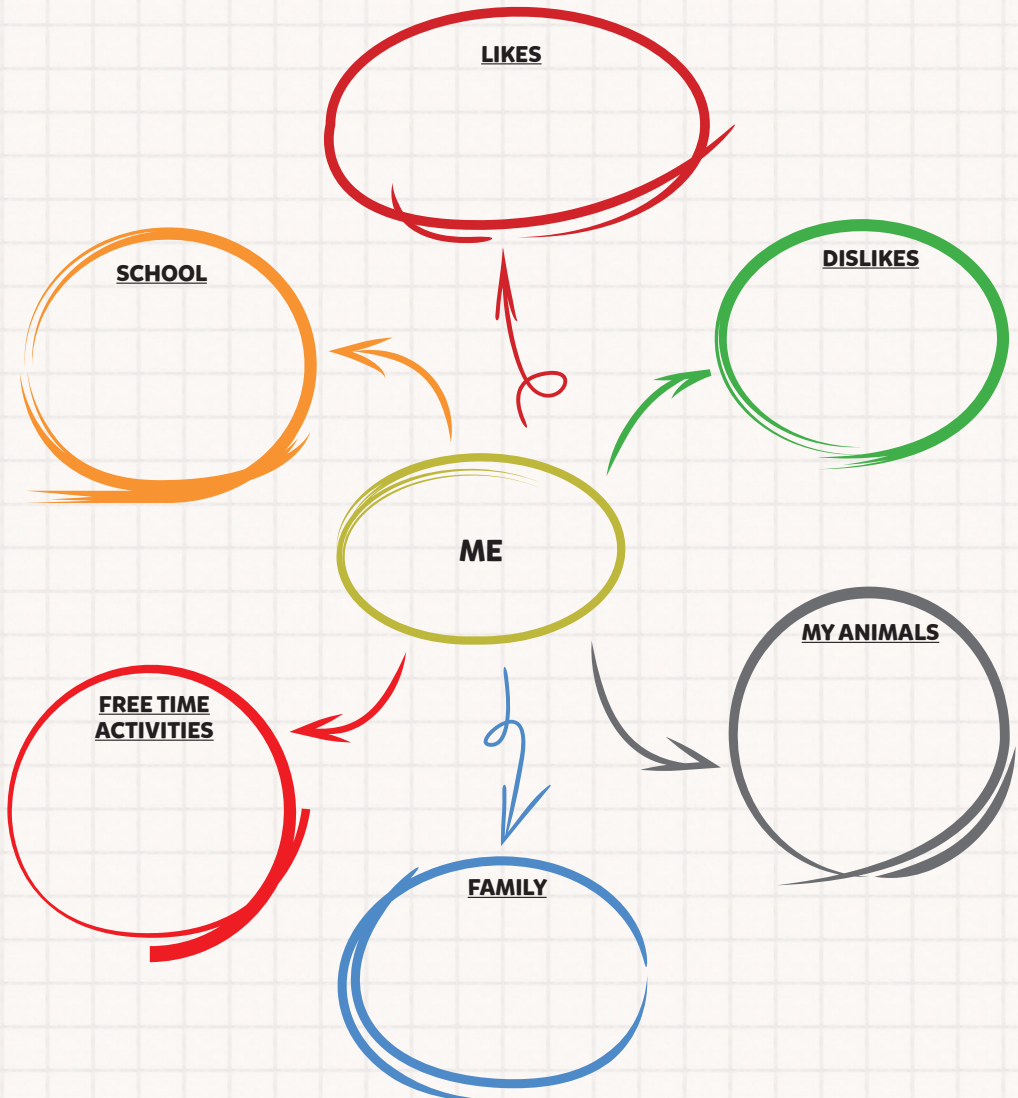 LIKES
DISLIKES
SCHOOL
ME
MY ANIMALS
FREE TIME
ACTIVITIES
FAMILY